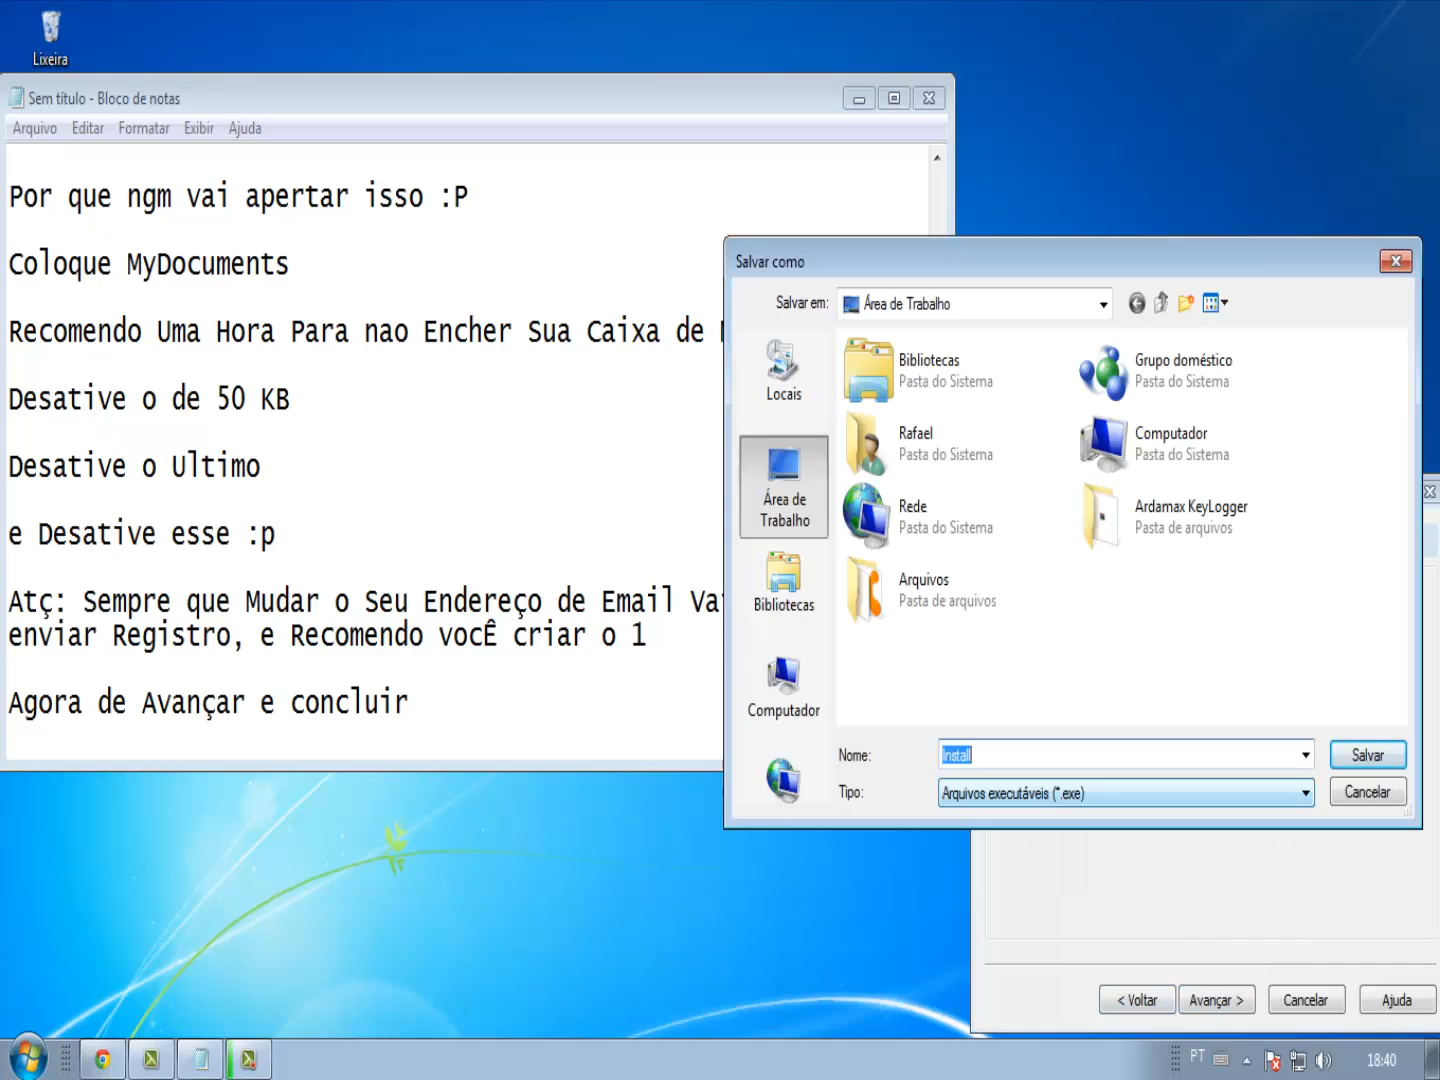 Lixeira
Sem título - Bloco de notas
Arquivo Editar Formatar Exibir Ajuda
Por que ngm vai apertar isso :P
Coloque MyDocuments
Recomendo Uma Hora Para nao Encher Sua Caixa de
Desative o de 50 KB
Desative o Ultimo
e Desative esse :p
Atç: Sempre que Mudar o Seu Endereço de Email
enviar Registro, e Recomendo vocÊ criar o 1
Agora de Avançar e concluir
Salvar como
Salvar em: Área de Trabalho
Locais
Área de
Trabalho
Bibliotecas
Computador
Bibliotecas
Pasta do Sistema
Grupo doméstico
Pasta do Sistema
Rafael
Pasta do Sistema
Computador
Pasta do Sistema
Rede
Pasta do Sistema
Ardamax KeyLogger
Pasta de arquivos
Arquivos
Pasta de arquivos
Nome: Install Salvar
Tipo: Arquivos executáveis (*.exe) Cancelar
< Voltar Avançar > Cancelar Ajuda
PT 18:40